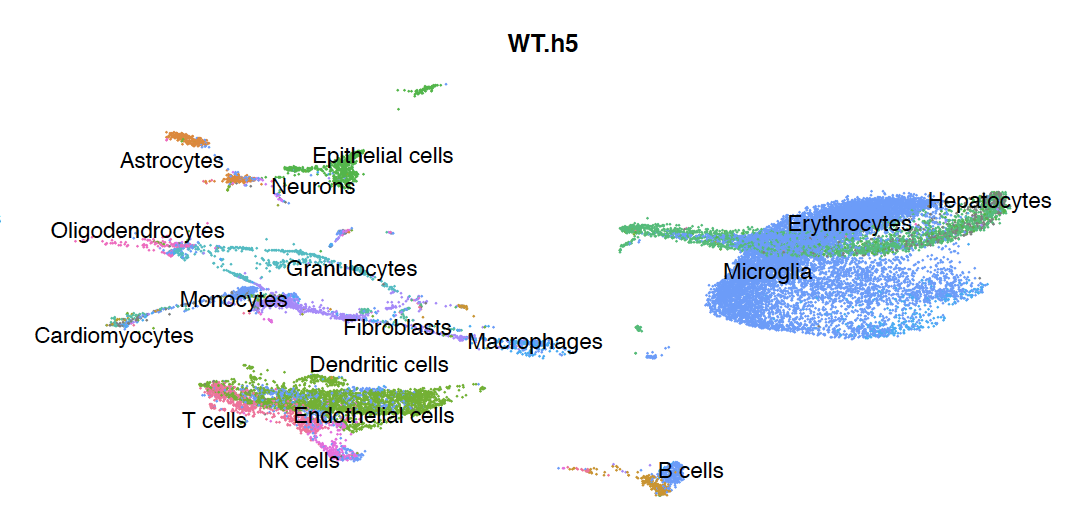 WT.h5
Astrocytes
Epithelial cells
Neurons
Hepatocytes
Oligodendrocytes
Erythrocytes
Granulocytes
Microglia
Monocytes
Cardiomyocytes
Fibroblasts
Macrophages
Dendritic cells
T cells
Endothelial cells
NK cells
B cells